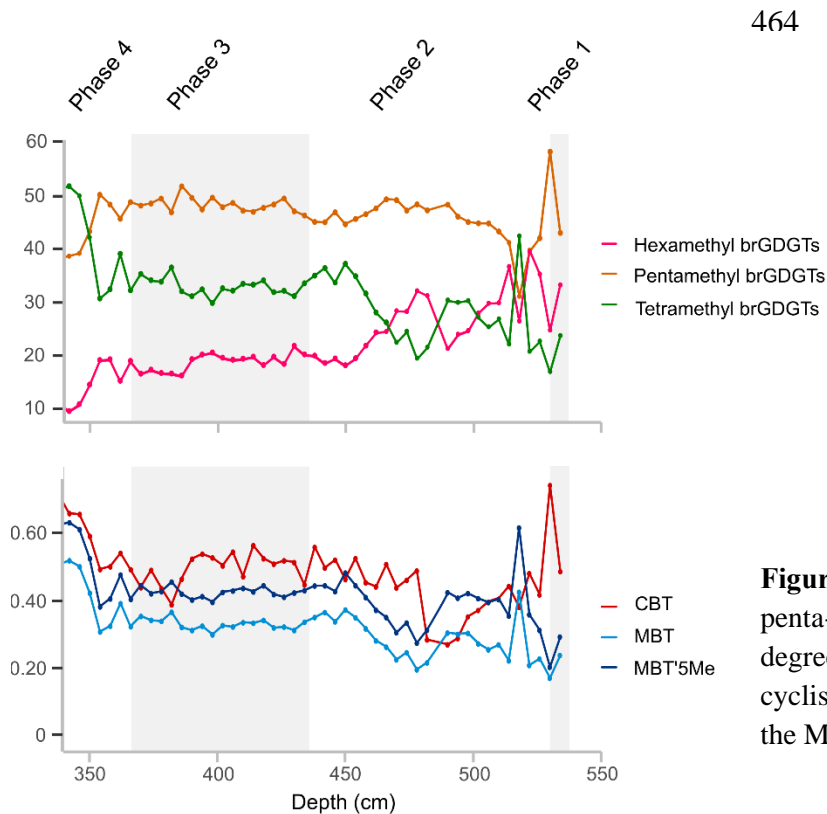 464
Phase 4
Phase 3
Phase 2
Phase 1
60
50
40
30
20
10
Hexamethyl brGDGTs
Pentamethyl brGDGTs
Tetramethyl brGDGTs
0.60
0.40
0.20
0
CBT
MBT
MBT'5Me
350
400
450
500
550
Depth (cm)
Figur
penta-
degree
cyclis
the M